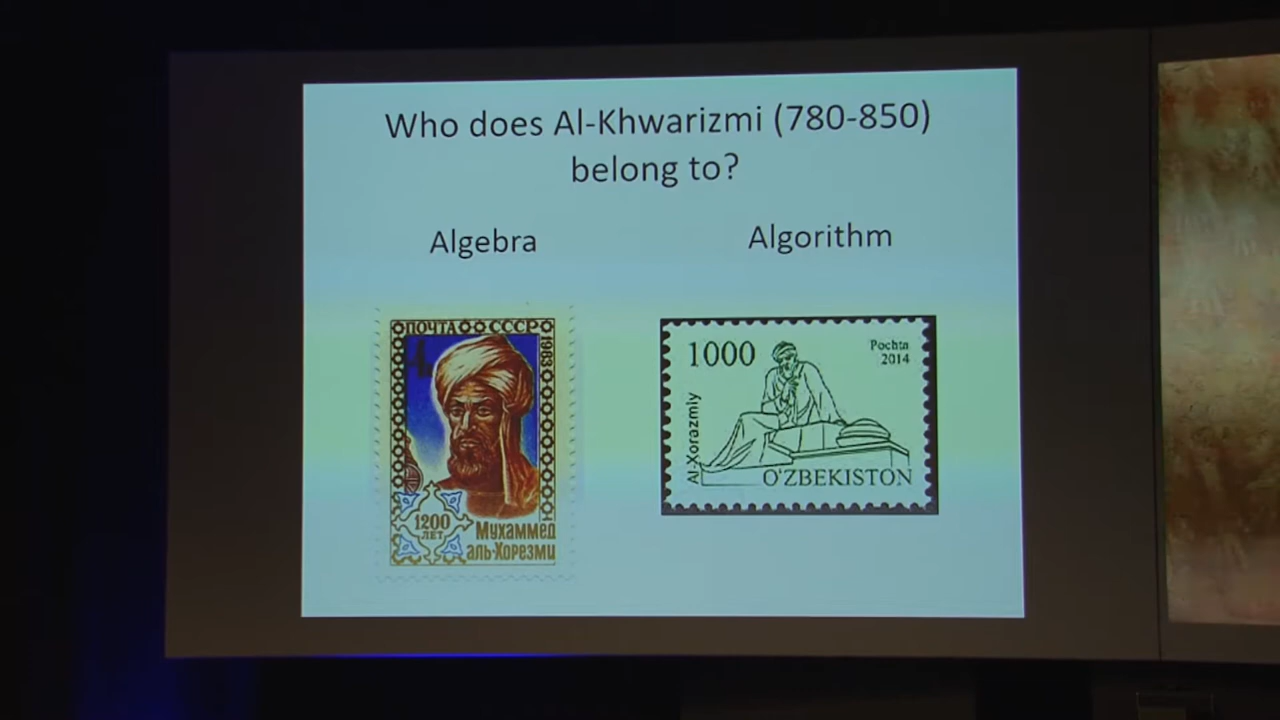 Who does Al-Khwarizmi (780-850)
belong to?
Algebra
Algorithm
ПОЧТА СССР
1983
1200
ЛЕТ
Мухаммед
аль-Хорезми
1000
Pochta
2014
Al-Xorazmiy
O'ZBEKISTON